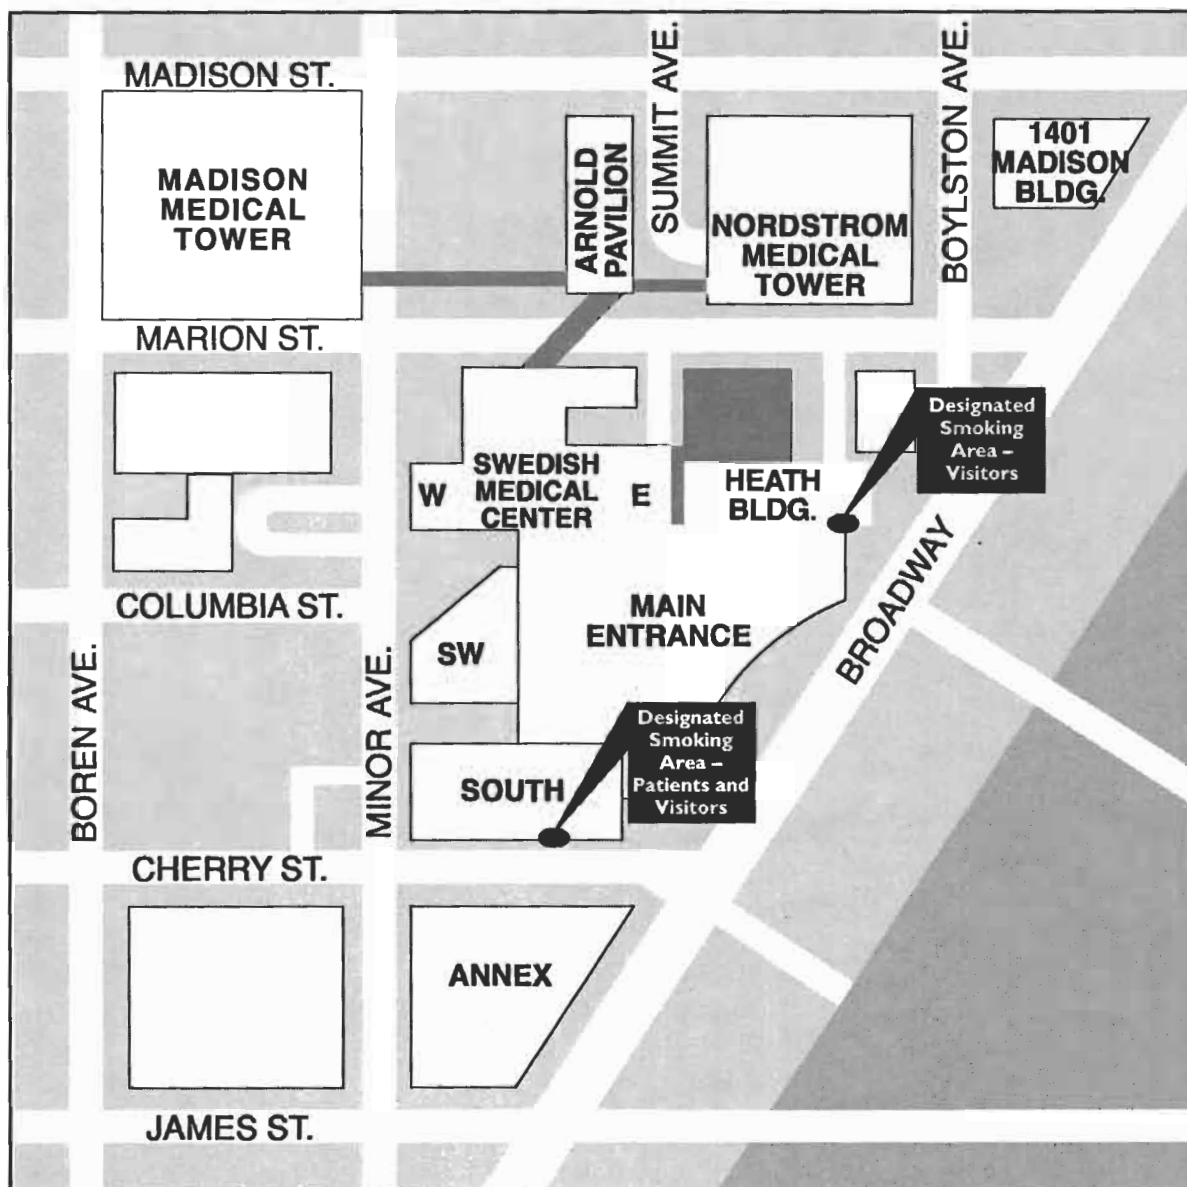 MADISON ST.
SUMMIT AVE.
BOYLSTON AVE.
MADISON
MEDICAL
TOWER
ARNOLD
PAVILION
NORDSTROM
MEDICAL
TOWER
1401
MADISON
BLDG.
MARION ST.
Designated
Smoking
Area –
Visitors
W
SWEDISH
MEDICAL
CENTER
E
HEATH
BLDG.
COLUMBIA ST.
MAIN
ENTRANCE
BROADWAY
SW
BOREN AVE.
MINOR AVE.
Designated
Smoking
Area –
Patients and
Visitors
SOUTH
CHERRY ST.
ANNEX
JAMES ST.